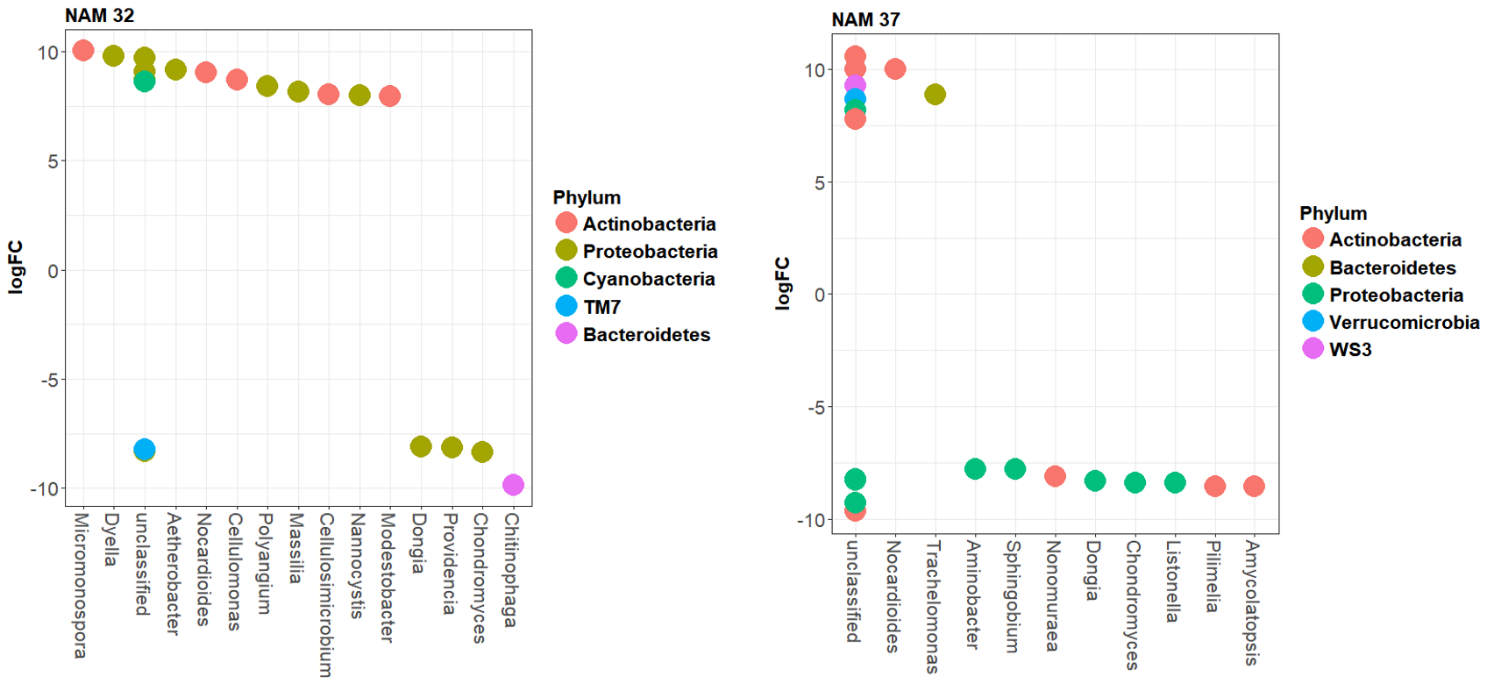 NAM 32
logFC
10
5
0
-5
-10
Micromonospora
Dyella
unclassified
Aetherobacter
Nocardioides
Cellulomonas
Polyangium
Massilia
Cellulosimicrobium
Nannocystis
Modestobacter
Dongia
Providencia
Chondromyces
Chitinophaga
Phylum
Actinobacteria
Proteobacteria
Cyanobacteria
TM7
Bacteroidetes
NAM 37
logFC
10
5
0
-5
-10
unclassified
Nocardioides
Trachelomonas
Aminobacter
Sphingobium
Nonomuraea
Dongia
Chondromyces
Listonella
Pilimelia
Amycolatopsis
Phylum
Actinobacteria
Bacteroidetes
Proteobacteria
Verrucomicrobia
WS3